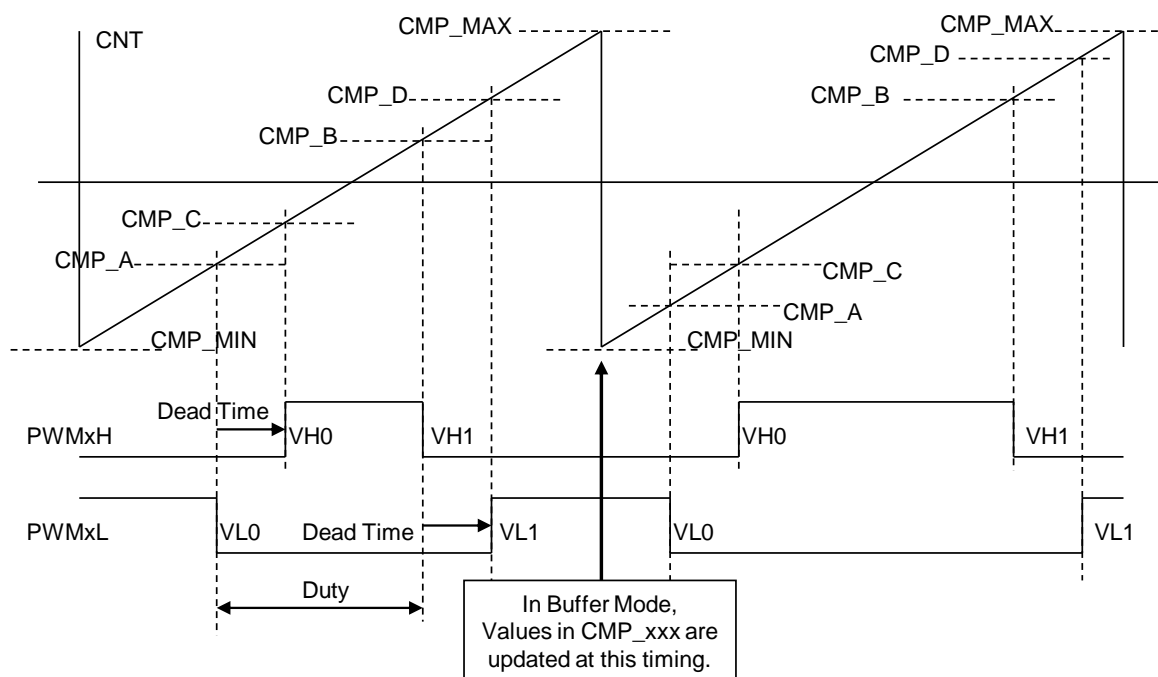 CNT
CMP_MAX
CMP_MAX
CMP_D
CMP_D
CMP_B
CMP_B
CMP_C
CMP_A
CMP_C
CMP_A
CMP_MIN
CMP_MIN
Dead Time
PWMxH
VH0
VH1
VH0
VH1
PWMxL
VL0
Dead Time
VL1
VL0
VL1
Duty
In Buffer Mode,
Values in CMP_xxx are
updated at this timing.